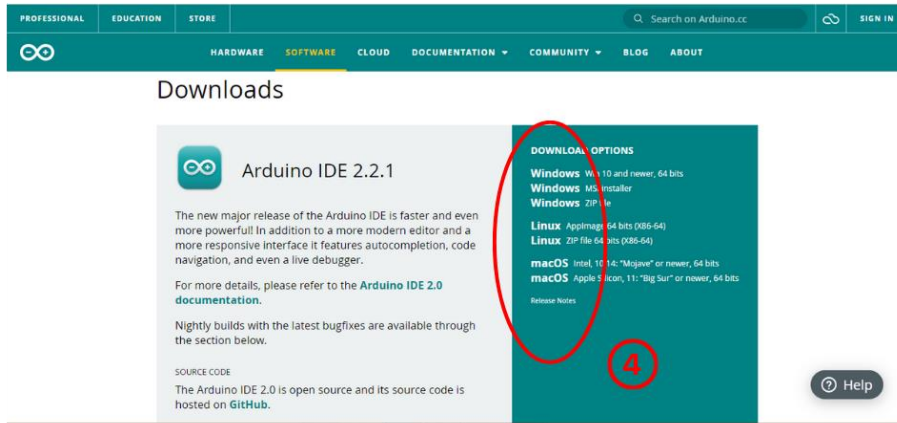 PROFESSIONAL EDUCATION STORE Search on Arduino.cc SIGN IN
HARDWARE SOFTWARE CLOUD DOCUMENTATION COMMUNITY BLOG ABOUT
Downloads
Arduino IDE 2.2.1
The new major release of the Arduino IDE is faster and even
more powerful! In addition to a more modern editor and a
more responsive interface it features autocompletion, code
navigation, and even a live debugger.
For more details, please refer to the Arduino IDE 2.0
documentation.
Nightly builds with the latest bugfixes are available through
the section below.
SOURCE CODE
The Arduino IDE 2.0 is open source and its source code is
hosted on GitHub.
DOWNLOAD OPTIONS
Windows Win 10 and newer, 64 bits
Windows MSI installer
Windows ZIP file
Linux AppImage 64 bits (X86-64)
Linux ZIP file 64 bits (X86-64)
macOS Intel, 10.14: "Mojave" or newer, 64 bits
macOS Apple Silicon, 11: "Big Sur" or newer, 64 bits
Release Notes
④
? Help